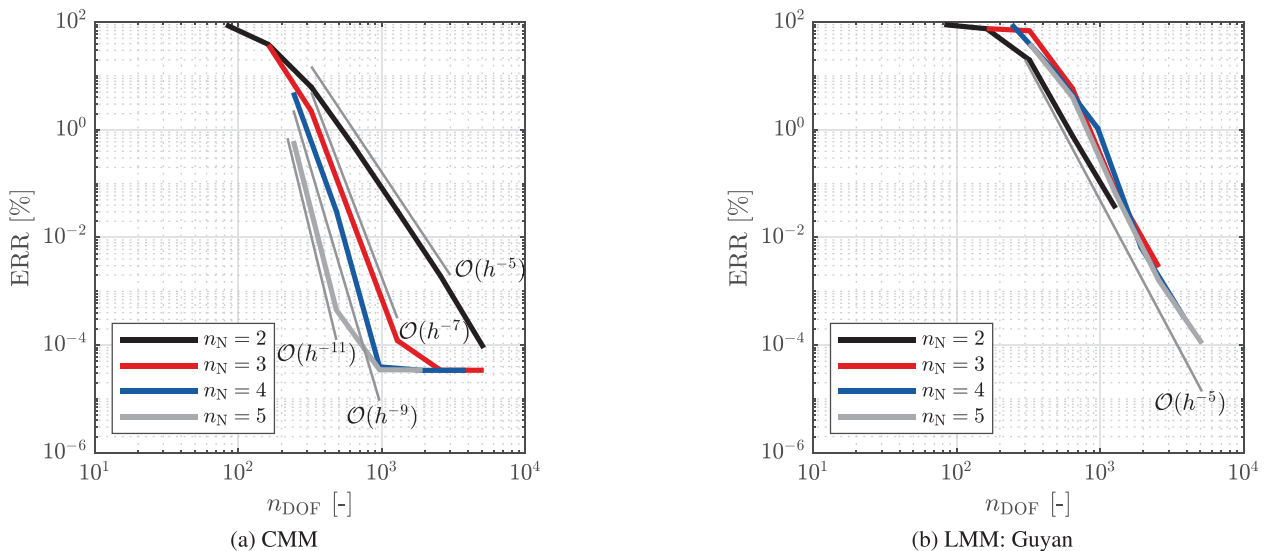 10^2
10^0
10^-2
10^-4
10^-6
ERR [%]
O(h^-5)
O(h^-7)
O(h^-11)
O(h^-9)
n_N = 2
n_N = 3
n_N = 4
n_N = 5
10^1
10^2
10^3
10^4
n_DOF [-]
(a) CMM
10^2
10^0
10^-2
10^-4
10^-6
ERR [%]
O(h^-5)
n_N = 2
n_N = 3
n_N = 4
n_N = 5
10^1
10^2
10^3
10^4
n_DOF [-]
(b) LMM: Guyan